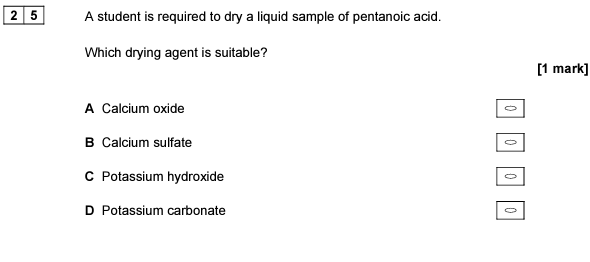 2 5 A student is required to dry a liquid sample of pentanoic acid.
Which drying agent is suitable?
[1 mark]
A Calcium oxide
B Calcium sulfate
C Potassium hydroxide
D Potassium carbonate